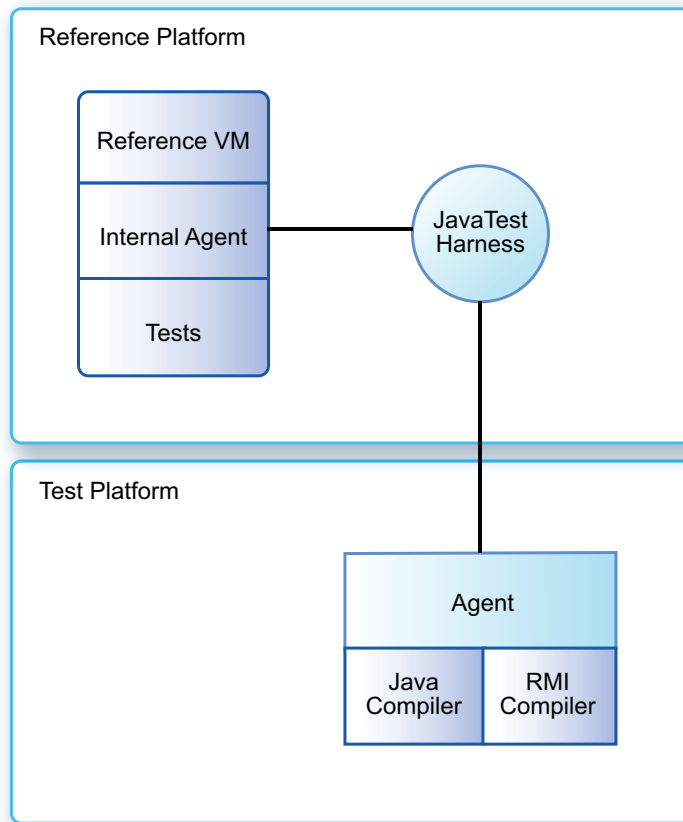 Reference Platform
Reference VM
Internal Agent
Tests
JavaTest
Harness
Test Platform
Agent
Java
Compiler
RMI
Compiler